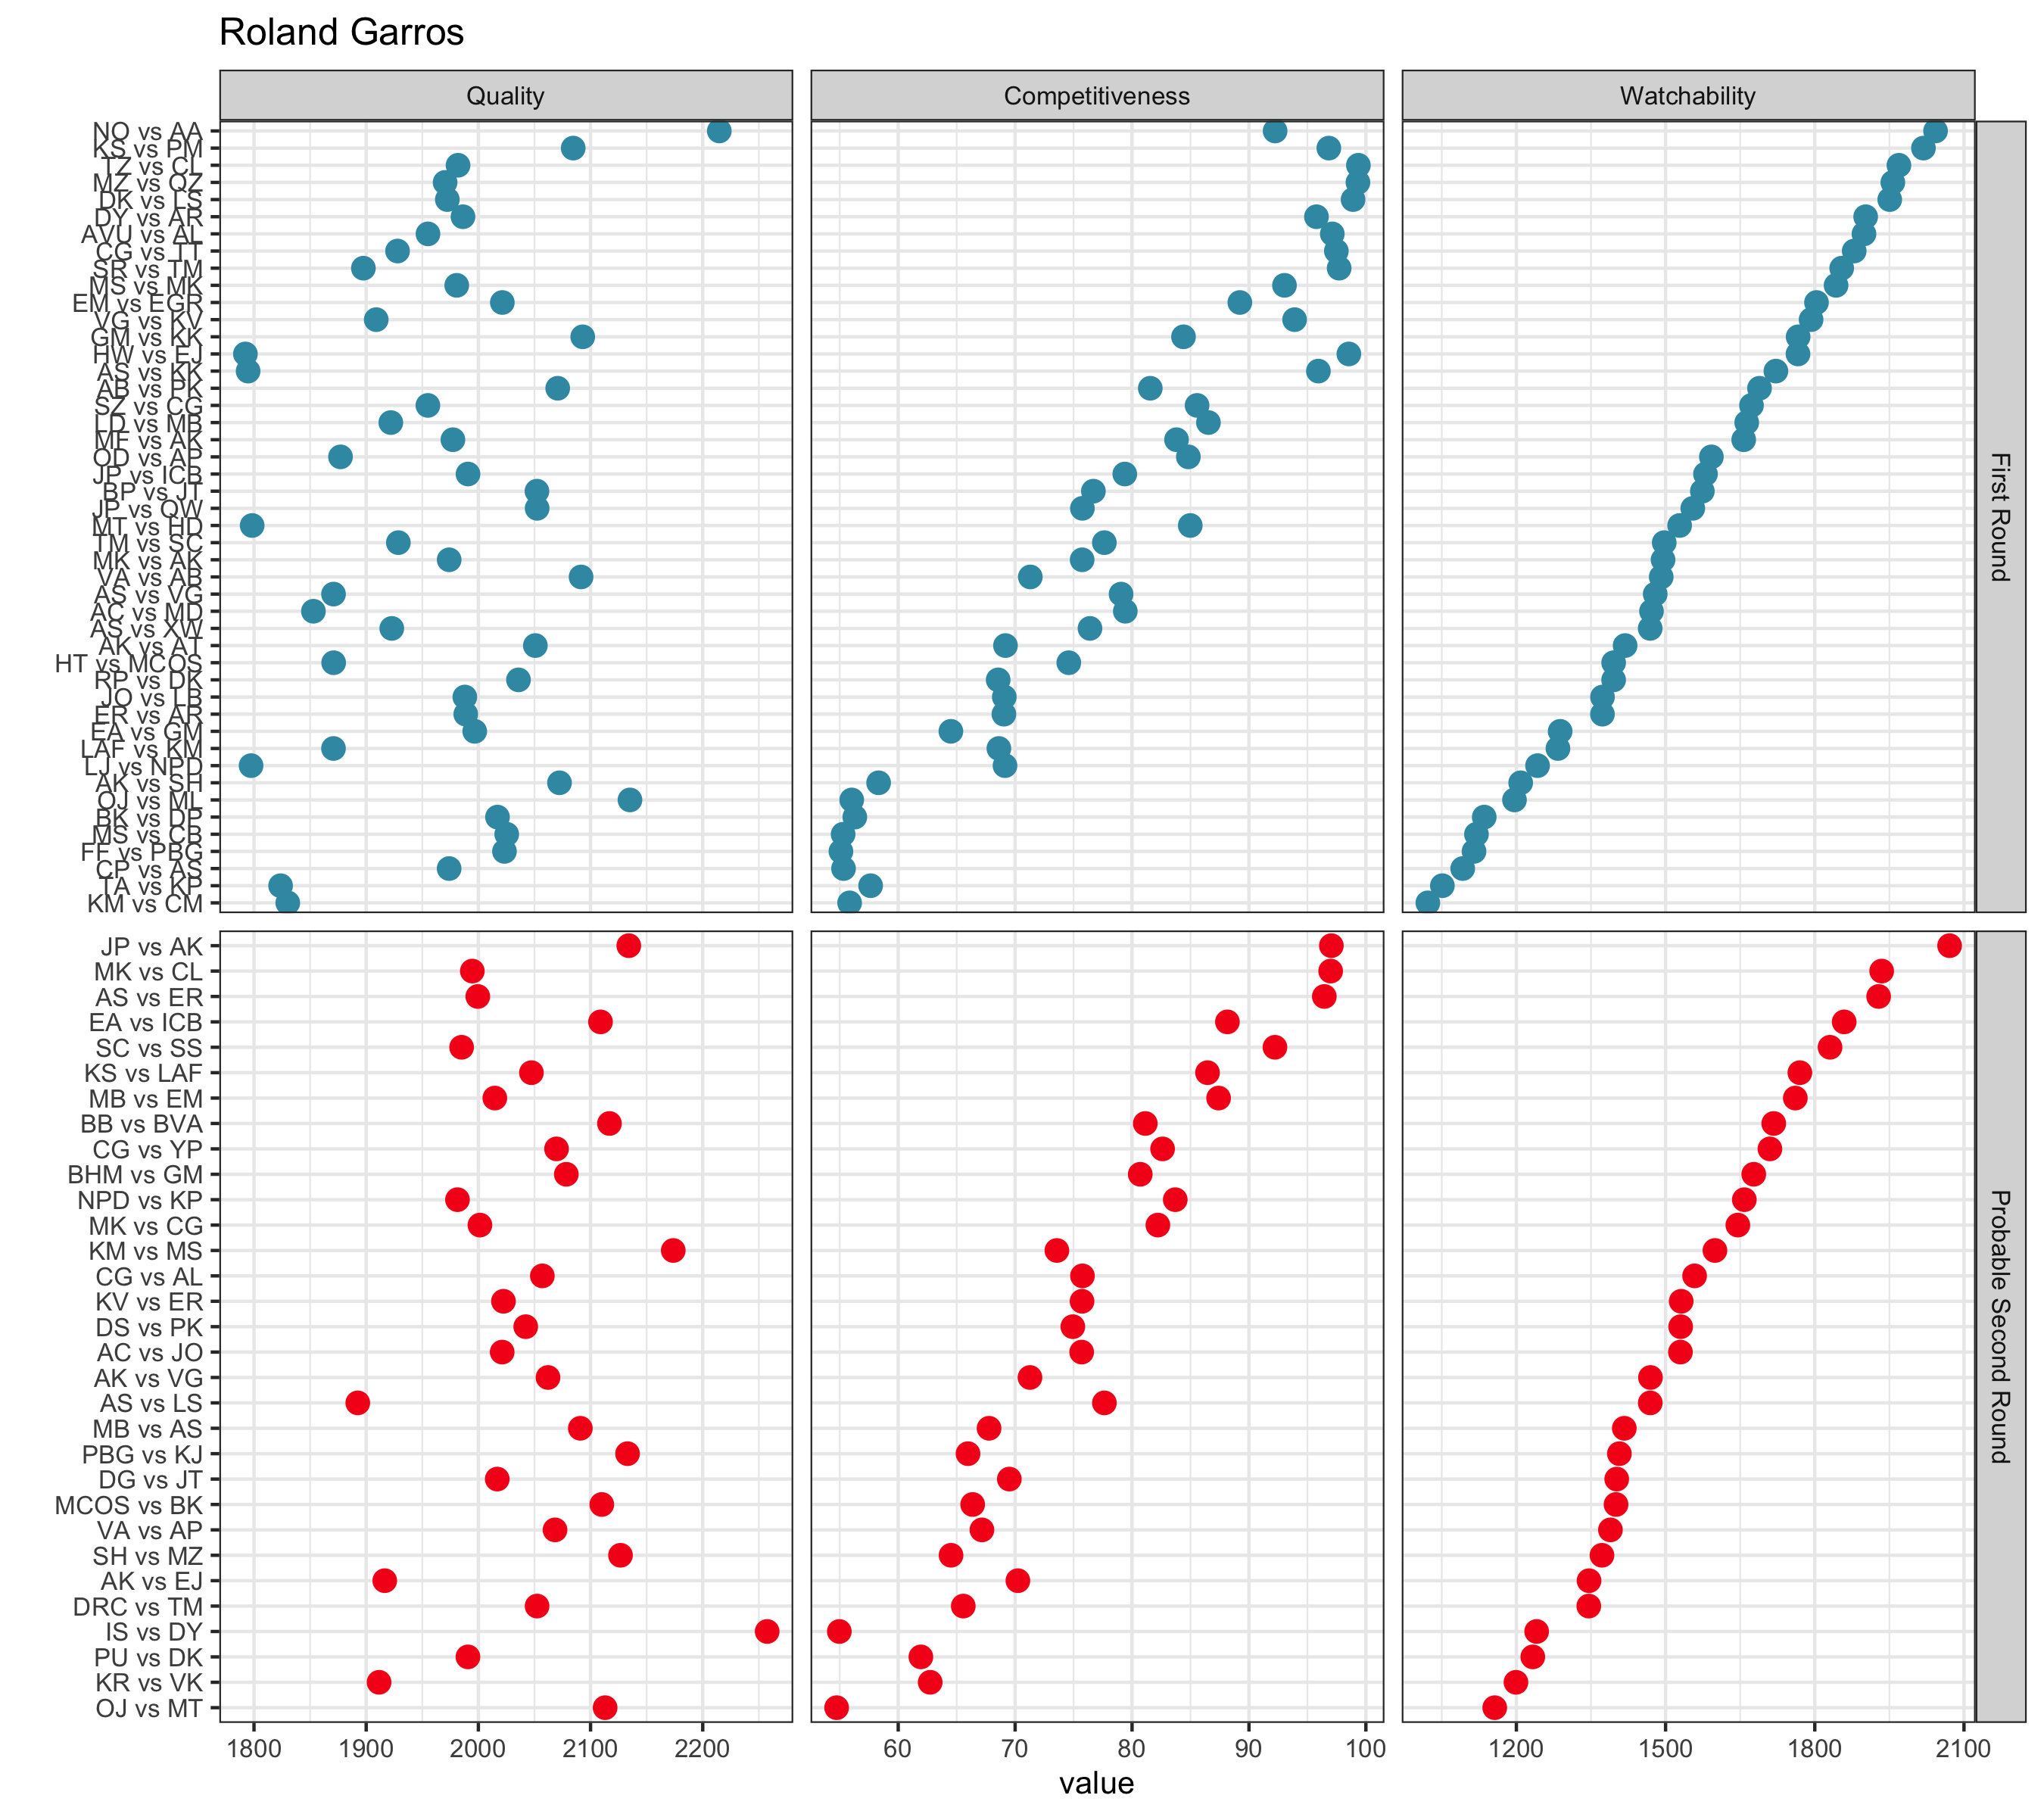 Roland Garros
Quality Competitiveness Watchability
NO vs AA
KS vs PM
TZ vs CL
MZ vs QZ
DK vs LS
DY vs AR
AVU vs AL
CG vs TT
SR vs TM
MS vs MK
EM vs EGR
VG vs KV
GM vs KK
HW vs EJ
AS vs KK
AB vs PK
SZ vs CG
LD vs MB
MF vs AK
OD vs AP
JP vs ICB
BP vs JT
JP vs QW
MT vs HD
TM vs SC
MK vs AK
VA vs AB
AS vs VG
AC vs MD
AS vs XW
AK vs AT
HT vs MCOS
RP vs DK
JO vs LB
ER vs AR
EA vs GM
LAF vs KM
LJ vs NPD
AK vs SH
OJ vs ML
BK vs DP
MS vs CB
FF vs PBG
CP vs AS
TA vs KP
KM vs CM
First Round
JP vs AK
MK vs CL
AS vs ER
EA vs ICB
SC vs SS
KS vs LAF
MB vs EM
BB vs BVA
CG vs YP
BHM vs GM
NPD vs KP
MK vs CG
KM vs MS
CG vs AL
KV vs ER
DS vs PK
AC vs JO
AK vs VG
AS vs LS
MB vs AS
PBG vs KJ
DG vs JT
MCOS vs BK
VA vs AP
SH vs MZ
AK vs EJ
DRC vs TM
IS vs DY
PU vs DK
KR vs VK
OJ vs MT
Probable Second Round
1800 1900 2000 2100 2200 60 70 80 90 100 1200 1500 1800 2100
value